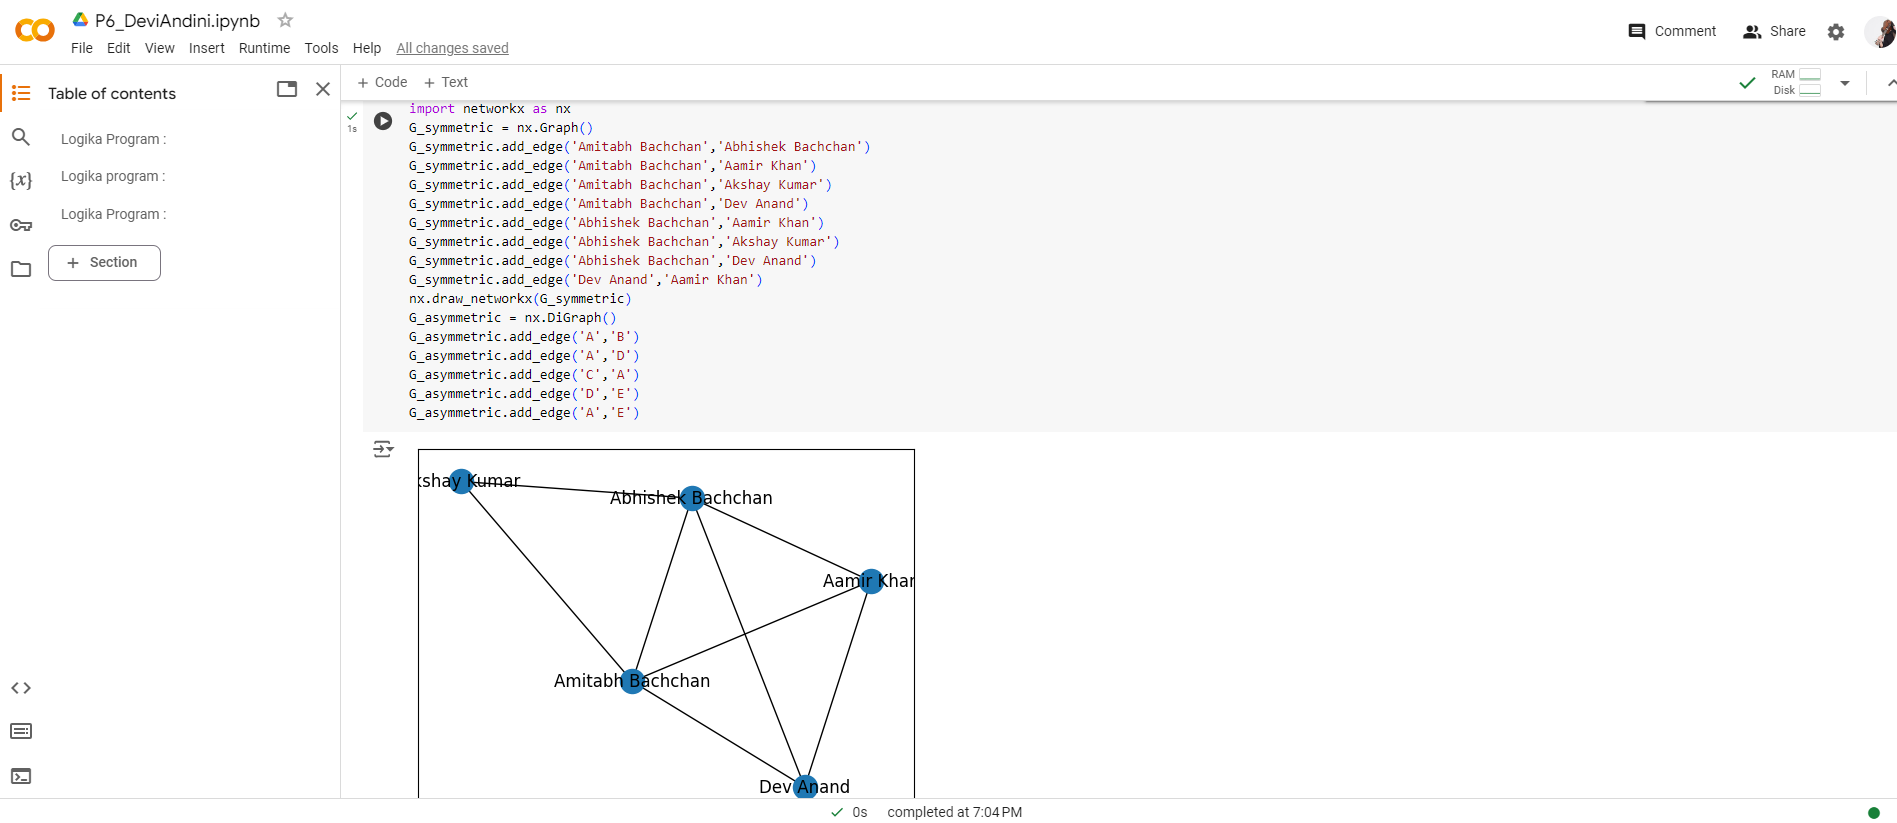 P6_DeviAndini.ipynb
File Edit View Insert Runtime Tools Help All changes saved
Comment Share
Table of contents
Logika Program :
Logika program :
Logika Program :
+ Section
+ Code + Text
RAM
Disk
1s
import networkx as nx
G_symmetric = nx.Graph()
G_symmetric.add_edge('Amitabh Bachchan','Abhishek Bachchan')
G_symmetric.add_edge('Amitabh Bachchan','Aamir Khan')
G_symmetric.add_edge('Amitabh Bachchan','Akshay Kumar')
G_symmetric.add_edge('Amitabh Bachchan','Dev Anand')
G_symmetric.add_edge('Abhishek Bachchan','Aamir Khan')
G_symmetric.add_edge('Abhishek Bachchan','Akshay Kumar')
G_symmetric.add_edge('Abhishek Bachchan','Dev Anand')
G_symmetric.add_edge('Dev Anand','Aamir Khan')
nx.draw_networkx(G_symmetric)
G_asymmetric = nx.DiGraph()
G_asymmetric.add_edge('A','B')
G_asymmetric.add_edge('A','D')
G_asymmetric.add_edge('C','A')
G_asymmetric.add_edge('D','E')
G_asymmetric.add_edge('A','E')
kshay Kumar
Abhishek Bachchan
Aamir Khan
Amitabh Bachchan
Dev Anand
0s completed at 7:04 PM